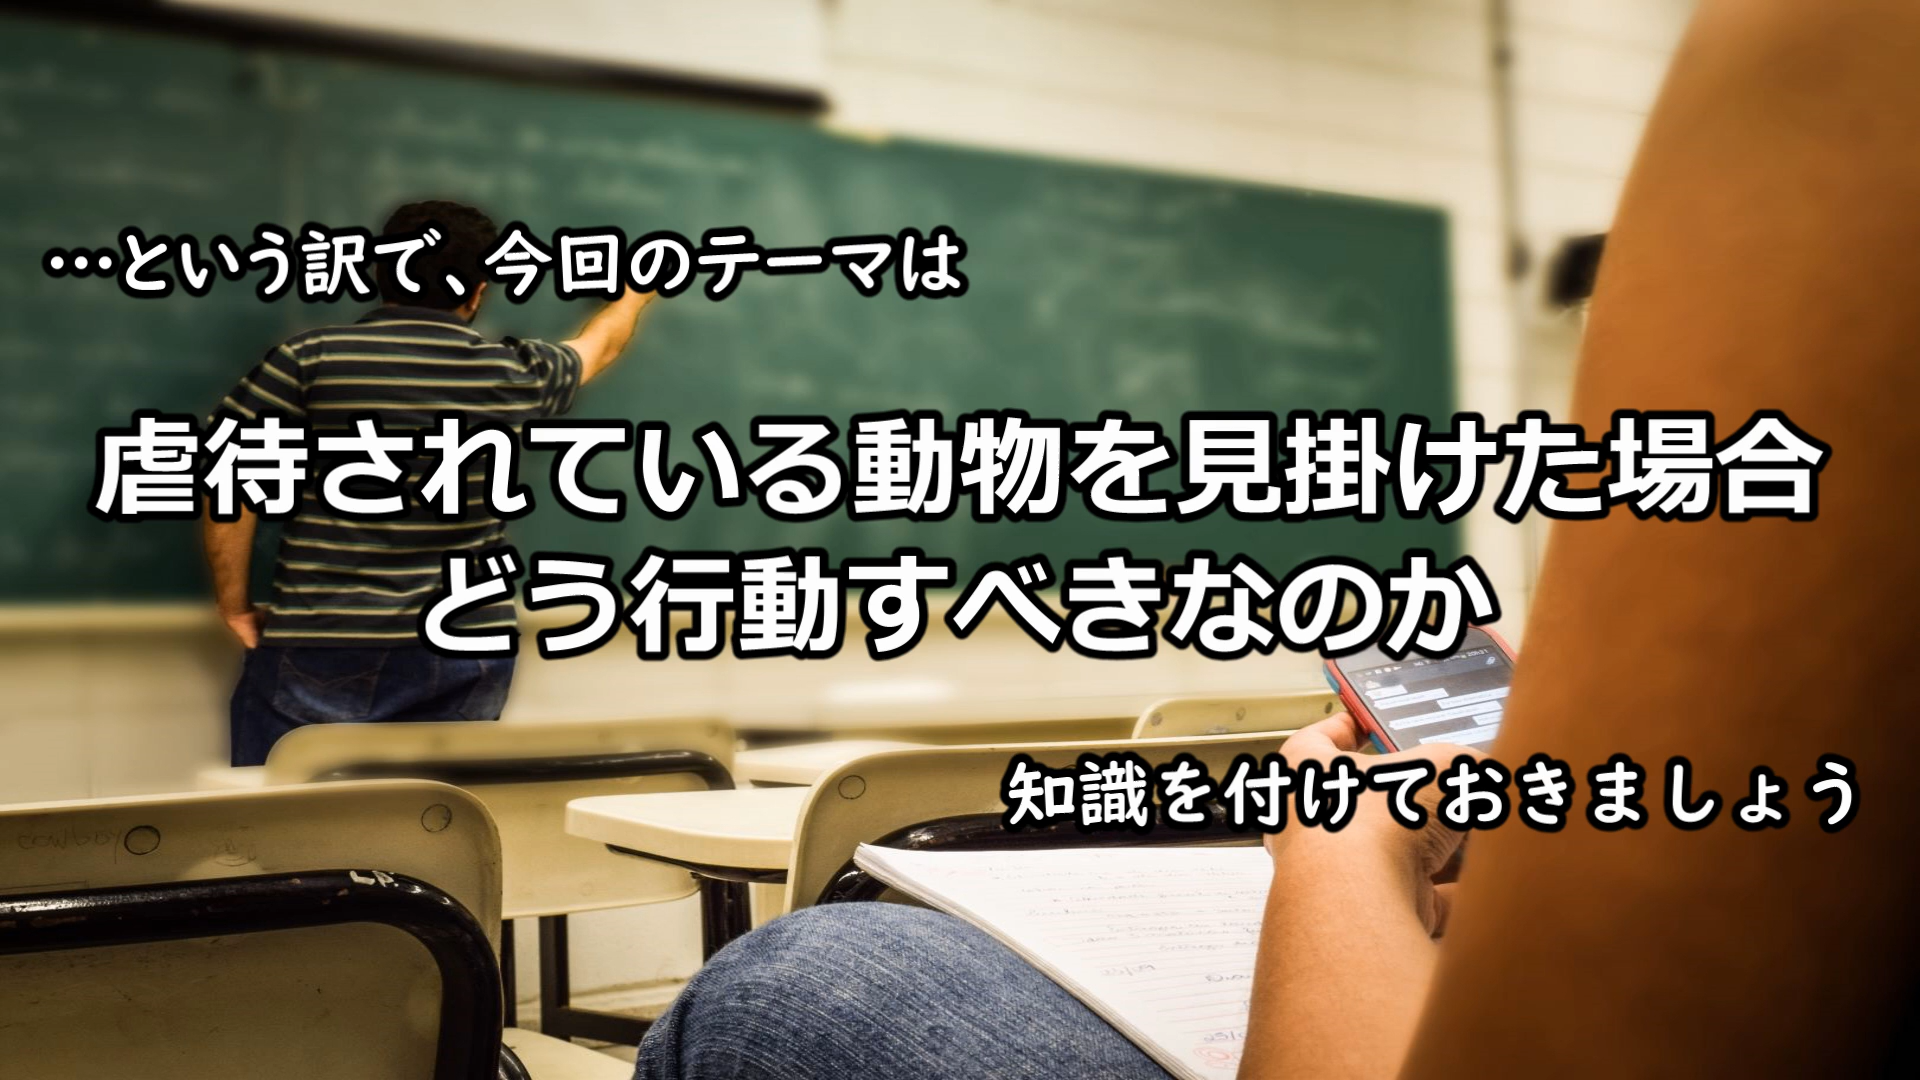 …という訳で、今回のテーマは
虐待されている動物を見掛けた場合
どう行動すべきなのか
知識を付けておきましょう